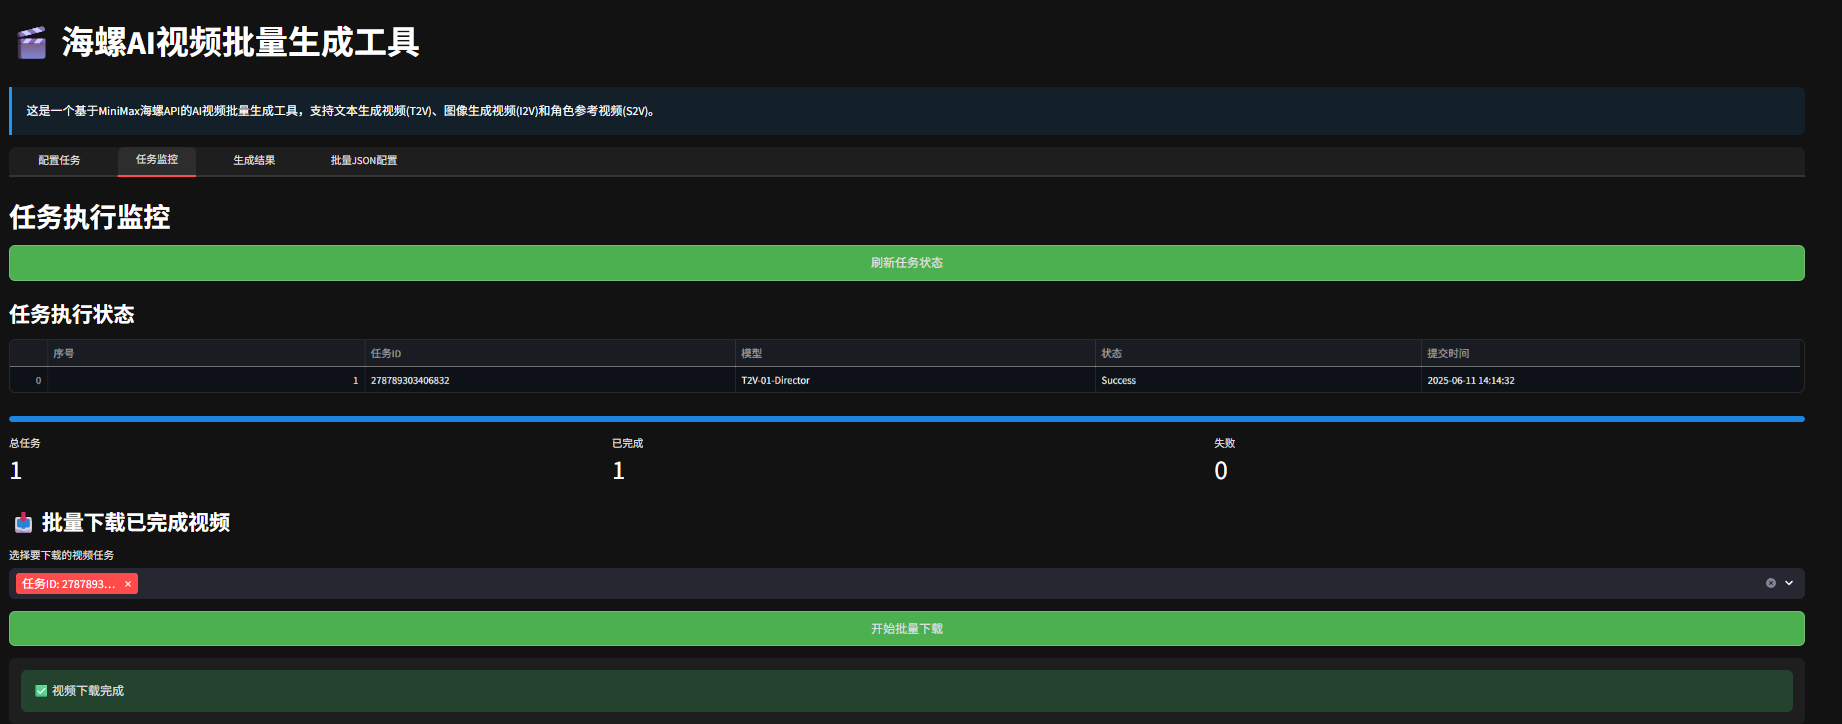 海螺AI视频批量生成工具
这是一个基于MiniMax海螺API的AI视频批量生成工具，支持文本生成视频(T2V)、图像生成视频(I2V)和角色参考视频(S2V)。
配置任务 任务监控 生成结果 批量JSON配置
任务执行监控
刷新任务状态
任务执行状态
序号 任务ID 模型 状态 提交时间
0 1 278789303406832 T2V-01-Director Success 2025-06-11 14:14:32
总任务 已完成 失败
1 1 0
批量下载已完成视频
选择要下载的视频任务
任务ID: 2787893... ×
开始批量下载
视频下载完成